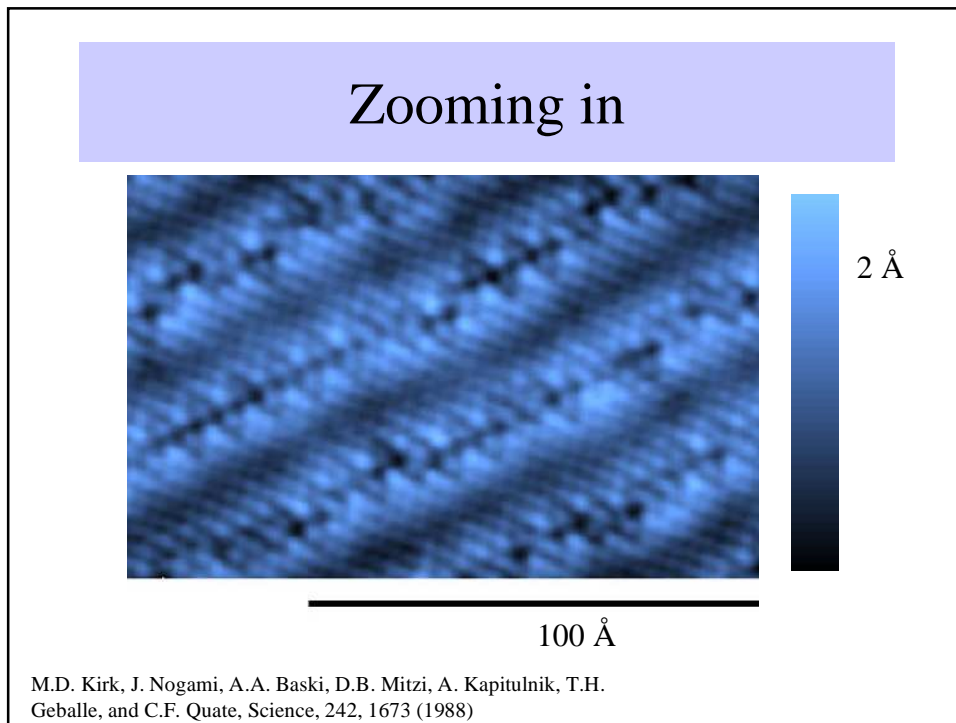 Zooming in
2 Å
100 Å
M.D. Kirk, J. Nogami, A.A. Baski, D.B. Mitzi, A. Kapitulnik, T.H.
Geballe, and C.F. Quate, Science, 242, 1673 (1988)